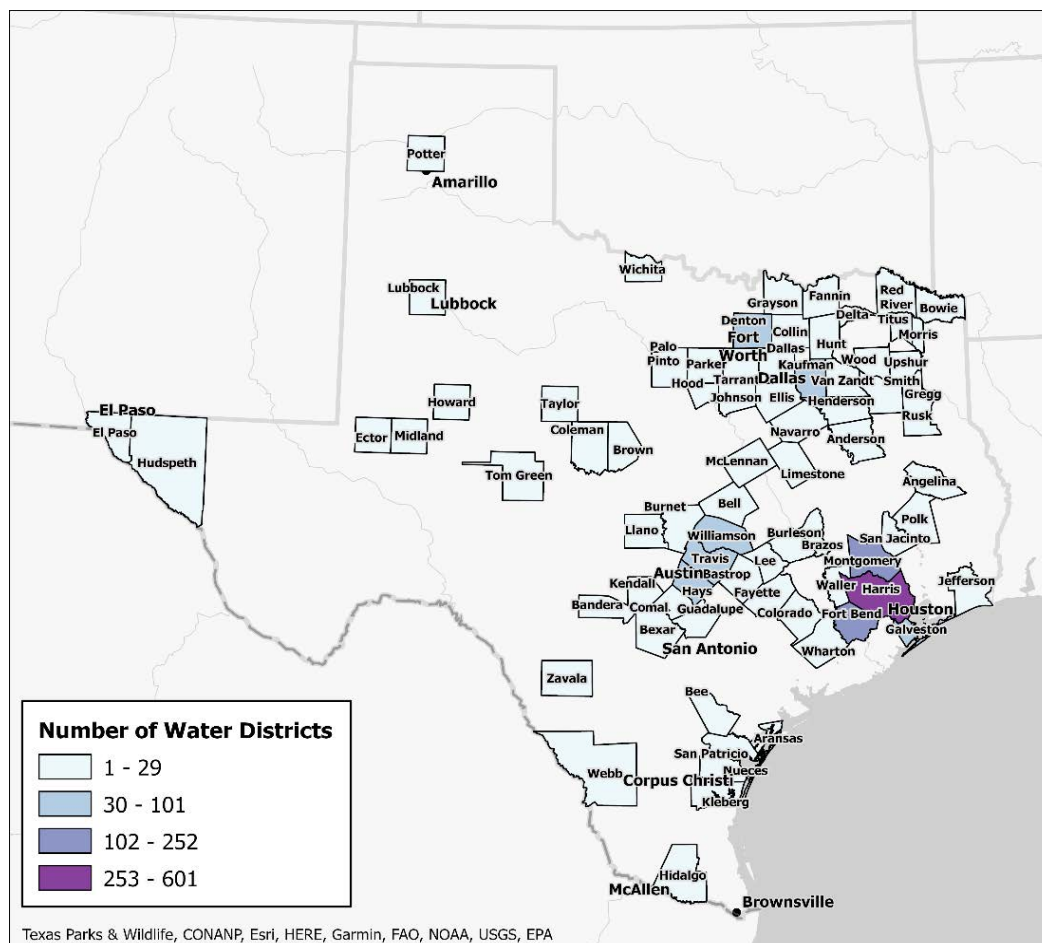 Potter
Amarillo
Lubbock
Lubbock
Wichita
Grayson
Fannin
Red
River
Bowie
Delta
Titus
Morris
Denton
Fort
Worth
Collin
Hunt
Dallas
Dallas
Palo
Pinto
Parker
Hood
Tarrant
Johnson
Ellis
Kaufman
Van Zandt
Wood
Upshur
Smith
Gregg
Rusk
Henderson
Navarro
Anderson
Howard
Taylor
Coleman
Brown
Ector
Midland
Tom Green
El Paso
El Paso
Hudspeth
McLennan
Limestone
Angelina
Polk
San Jacinto
Bell
Burnet
Llano
Williamson
Burleson
Brazos
Montgomery
Travis
Austin
Bastrop
Lee
Waller
Harris
Houston
Jefferson
Kendall
Hays
Fayette
Bandera
Comal
Guadalupe
Colorado
Fort Bend
Galveston
Bexar
San Antonio
Wharton
Zavala
Bee
Aransas
San Patricio
Nueces
Webb
Corpus Christi
Kleberg
Hidalgo
McAllen
Brownsville
Number of Water Districts
1 - 29
30 - 101
102 - 252
253 - 601
Texas Parks & Wildlife, CONANP, Esri, HERE, Garmin, FAO, NOAA, USGS, EPA